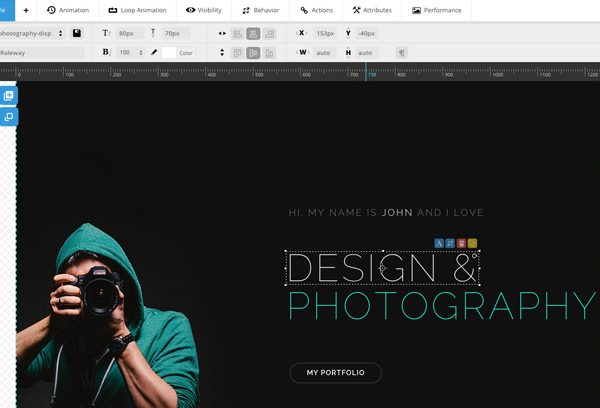 le + Animation Loop Animation Visibility Behavior Actions Attributes Performance
photography-disp T 80px 70px X 153px Y -40px
Raleway B 100 Color W auto H auto ¶
0 100 200 300 400 500 600 700 736 800 900 1000 1100 1200
HI, MY NAME IS JOHN AND I LOVE
DESIGN &
PHOTOGRAPHY
MY PORTFOLIO